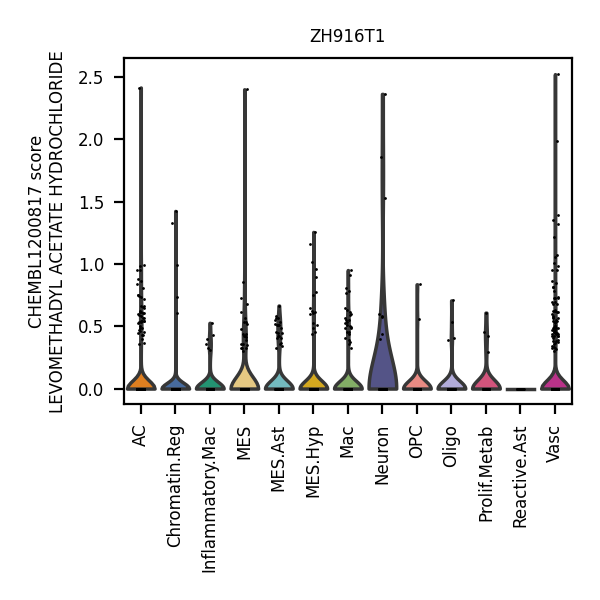 ZH916T1
CHEMBL1200817 score
LEVOMETHADYL ACETATE HYDROCHLORIDE
2.5
2.0
1.5
1.0
0.5
0.0
AC
Chromatin.Reg
Inflammatory.Mac
MES
MES.Ast
MES.Hyp
Mac
Neuron
OPC
Oligo
Prolif.Metab
Reactive.Ast
Vasc